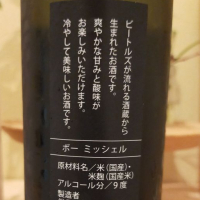 ビートルズが流れる酒蔵から
生まれたお酒です。
爽やかな甘みと酸味が
お楽しみいただけます。
冷やして美味しいお酒です。
ボー ミッシェル
原材料名／米（国産）・
米麹（国産米）
アルコール分／9度
製造者